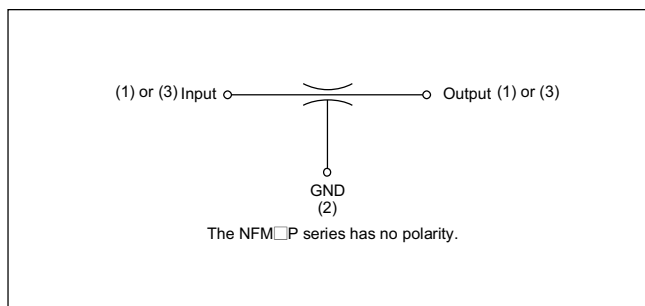 (1) or (3) Input
Output (1) or (3)
GND
(2)
The NFM□P series has no polarity.